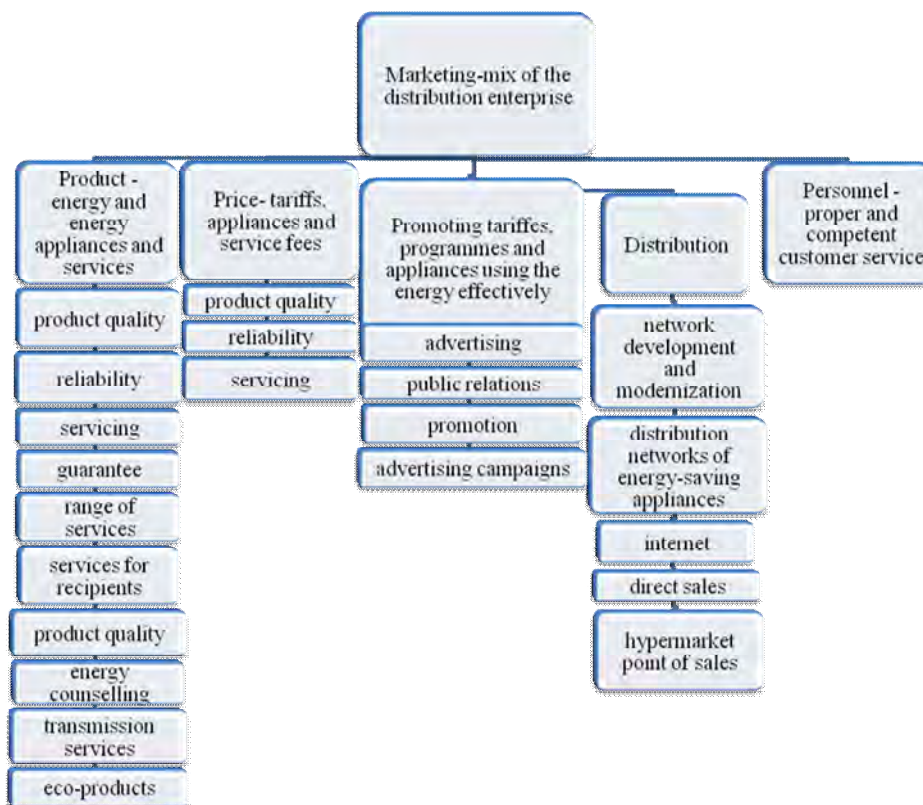 Marketing-mix of the
distribution enterprise
Product -
energy and
energy
appliances and
services
product quality
reliability
servicing
guarantee
range of
services
services for
recipients
product quality
energy
counselling
transmission
services
eco-products
Price- tariffs,
appliances and
service fees
product quality
reliability
servicing
Promoting tariffes,
programmes and
appliances using the
energy effectively
advertising
public relations
promotion
advertising campaigns
Distribution
network
development
and
modernization
distribution
networks of
energy-saving
appliances
internet
direct sales
hypermarket
point of sales
Personnel -
proper and
competent
customer service